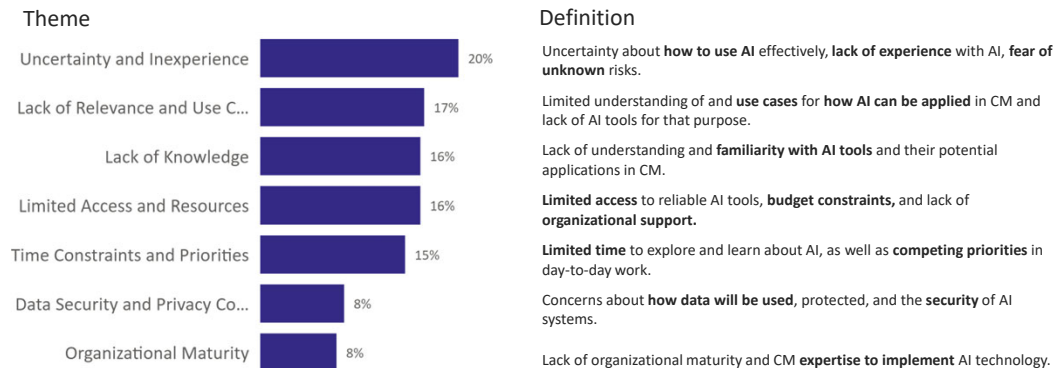 Theme
Definition
Uncertainty and Inexperience
20%
Uncertainty about how to use AI effectively, lack of experience with AI, fear of
unknown risks.
Lack of Relevance and Use C...
17%
Limited understanding of and use cases for how AI can be applied in CM and
lack of AI tools for that purpose.
Lack of Knowledge
16%
Lack of understanding and familiarity with AI tools and their potential
applications in CM.
Limited Access and Resources
16%
Limited access to reliable AI tools, budget constraints, and lack of
organizational support.
Time Constraints and Priorities
15%
Limited time to explore and learn about AI, as well as competing priorities in
day-to-day work.
Data Security and Privacy Co...
8%
Concerns about how data will be used, protected, and the security of AI
systems.
Organizational Maturity
8%
Lack of organizational maturity and CM expertise to implement AI technology.